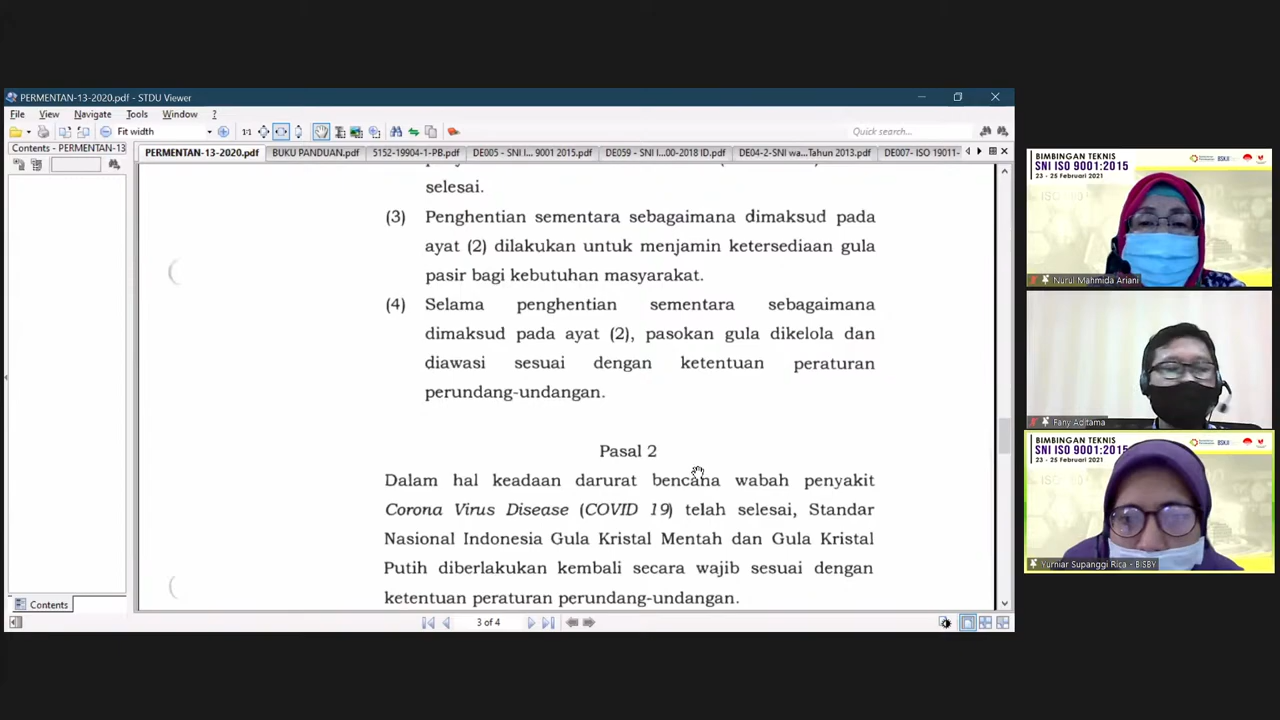 PERMENTAN-13-2020.pdf - STDU Viewer
File View Navigate Tools Window ?
Fit width
1:1
Quick search...
Contents - PERMENTAN-13
PERMENTAN-13-2020.pdf BUKU PANDUAN.pdf 5152-19904-1-PB.pdf DE005 - SNI I... 9001 2015.pdf DE059 - SNI I...00-2018 ID.pdf DE04-2-SNI wa...Tahun 2013.pdf DE007- ISO 19011-
selesai.
(3) Penghentian sementara sebagaimana dimaksud pada
ayat (2) dilakukan untuk menjamin ketersediaan gula
pasir bagi kebutuhan masyarakat.
(4) Selama penghentian sementara sebagaimana
dimaksud pada ayat (2), pasokan gula dikelola dan
diawasi sesuai dengan ketentuan peraturan
perundang-undangan.
Pasal 2
Dalam hal keadaan darurat bencana wabah penyakit
Corona Virus Disease (COVID 19) telah selesai, Standar
Nasional Indonesia Gula Kristal Mentah dan Gula Kristal
Putih diberlakukan kembali secara wajib sesuai dengan
ketentuan peraturan perundang-undangan.
Contents
3 of 4
BIMBINGAN TEKNIS
SNI ISO 9001:2015
23 - 25 Februari 2021
Nurul Mahmida Ariani
Fany Aditama
BIMBINGAN TEKNIS
SNI ISO 9001:2015
23 - 25 Februari 2021
Yurniar Supanggi Rica - BISBY